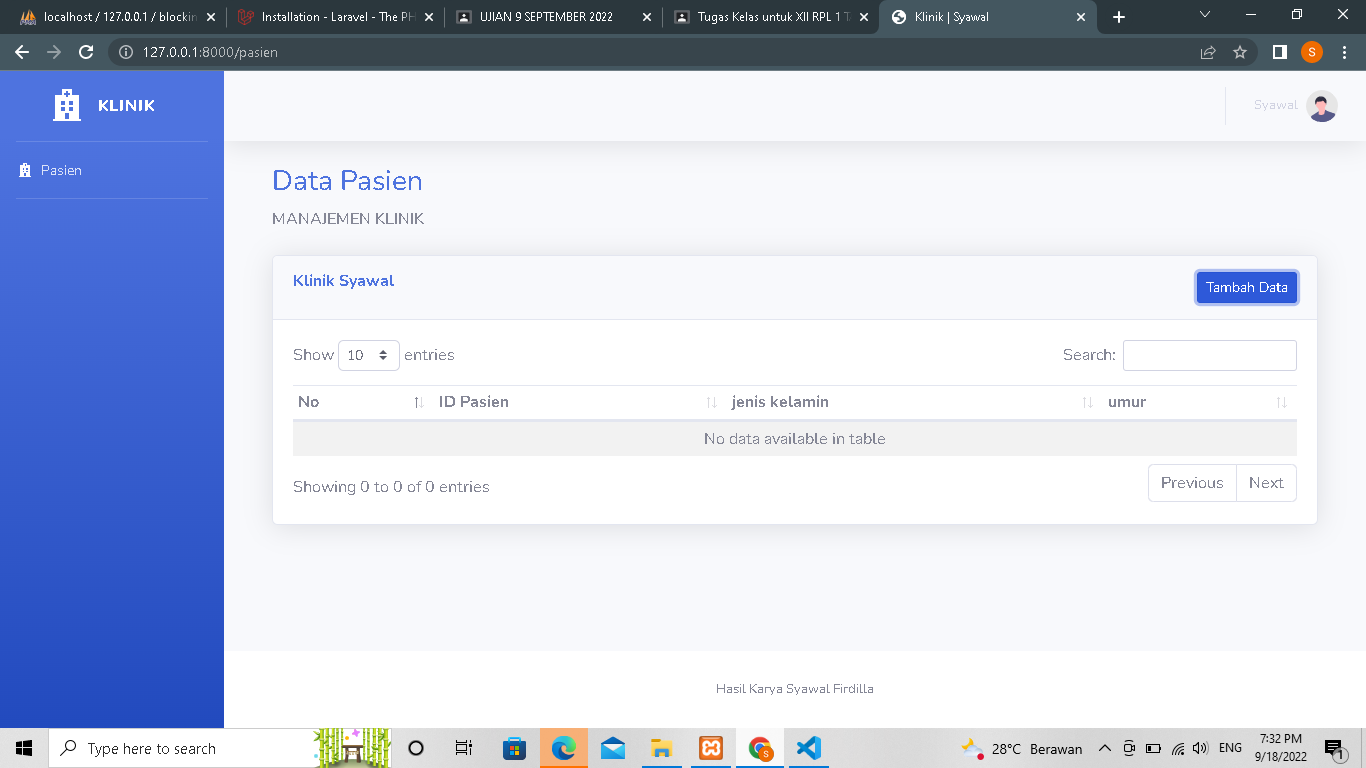 localhost / 127.0.0.1 / blockin
Installation - Laravel - The PH
UJIAN 9 SEPTEMBER 2022
Tugas Kelas untuk XII RPL 1 TA
Klinik | Syawal
127.0.0.1:8000/pasien
S
KLINIK
Syawal
Pasien
Data Pasien
MANAJEMEN KLINIK
Klinik Syawal
Tambah Data
Show 10 entries
Search:
No ID Pasien jenis kelamin umur
No data available in table
Showing 0 to 0 of 0 entries
Previous Next
Hasil Karya Syawal Firdilla
Type here to search
28°C Berawan
ENG
7:32 PM
9/18/2022
1